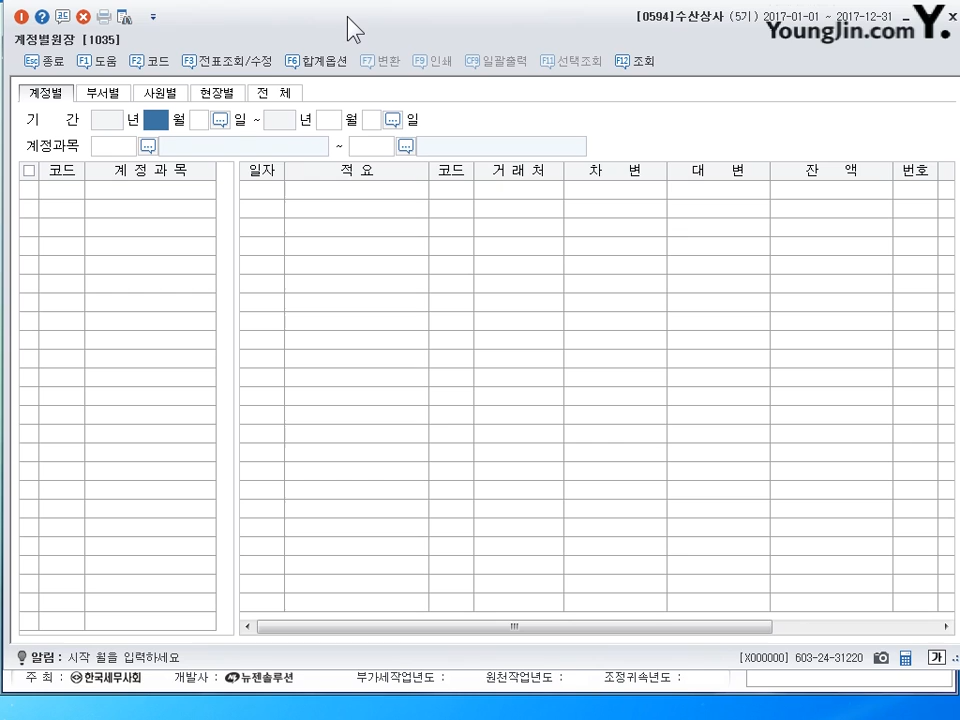 [0594]수산상사 (5기) 2017-01-01 ~ 2017-12-31
YoungJin.com Y.
계정별원장 [1035]
Esc 종료 F1 도움 F2 코드 F3 전표조회/수정 F6 합계옵션 F7 변환 F9 인쇄 CF9 일괄출력 F11 선택조회 F12 조회
계정별 부서별 사원별 현장별 전 체
기 간 년 월 일 ~ 년 월 일
계정과목 ~
코드 계 정 과 목 일자 적 요 코드 거 래 처 차 변 대 변 잔 액 번호
알림 : 시작 월을 입력하세요 [X000000] 603-24-31220 가
주 최 : 한국세무사회 개발사 : 뉴젠솔루션 부가세작업년도 : 원천작업년도 : 조정귀속년도 :